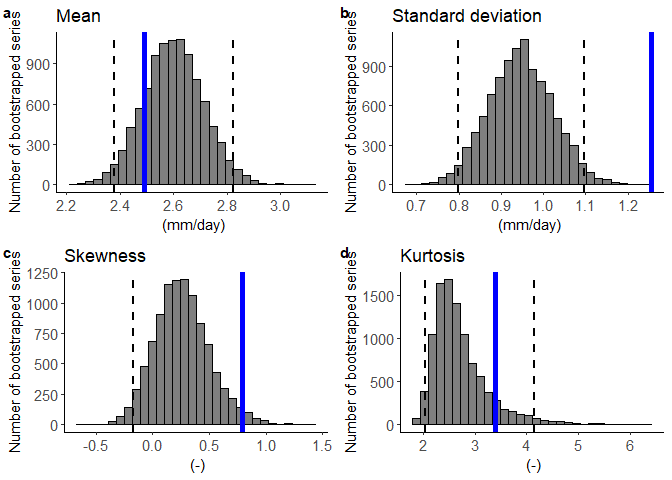 a Mean
Number of bootstrapped series
900
600
300
0
2.2 2.4 2.6 2.8 3.0
(mm/day)
b Standard deviation
Number of bootstrapped series
900
600
300
0
0.7 0.8 0.9 1.0 1.1 1.2
(mm/day)
c Skewness
Number of bootstrapped series
1250
1000
750
500
250
0
-0.5 0.0 0.5 1.0 1.5
(-)
d Kurtosis
Number of bootstrapped series
1500
1000
500
0
2 3 4 5 6
(-)